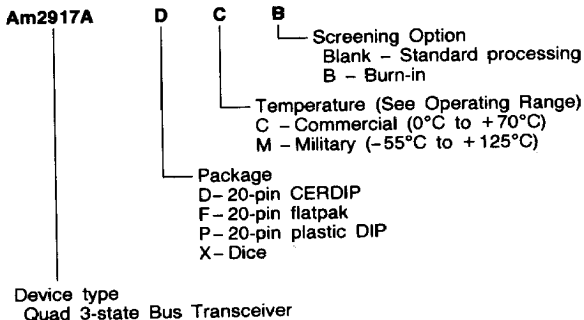 Am2917A D C B
Screening Option
Blank – Standard processing
B – Burn-in
Temperature (See Operating Range)
C – Commercial (0°C to +70°C)
M – Military (–55°C to +125°C)
Package
D – 20-pin CERDIP
F – 20-pin flatpak
P – 20-pin plastic DIP
X – Dice
Device type
Quad 3-state Bus Transceiver